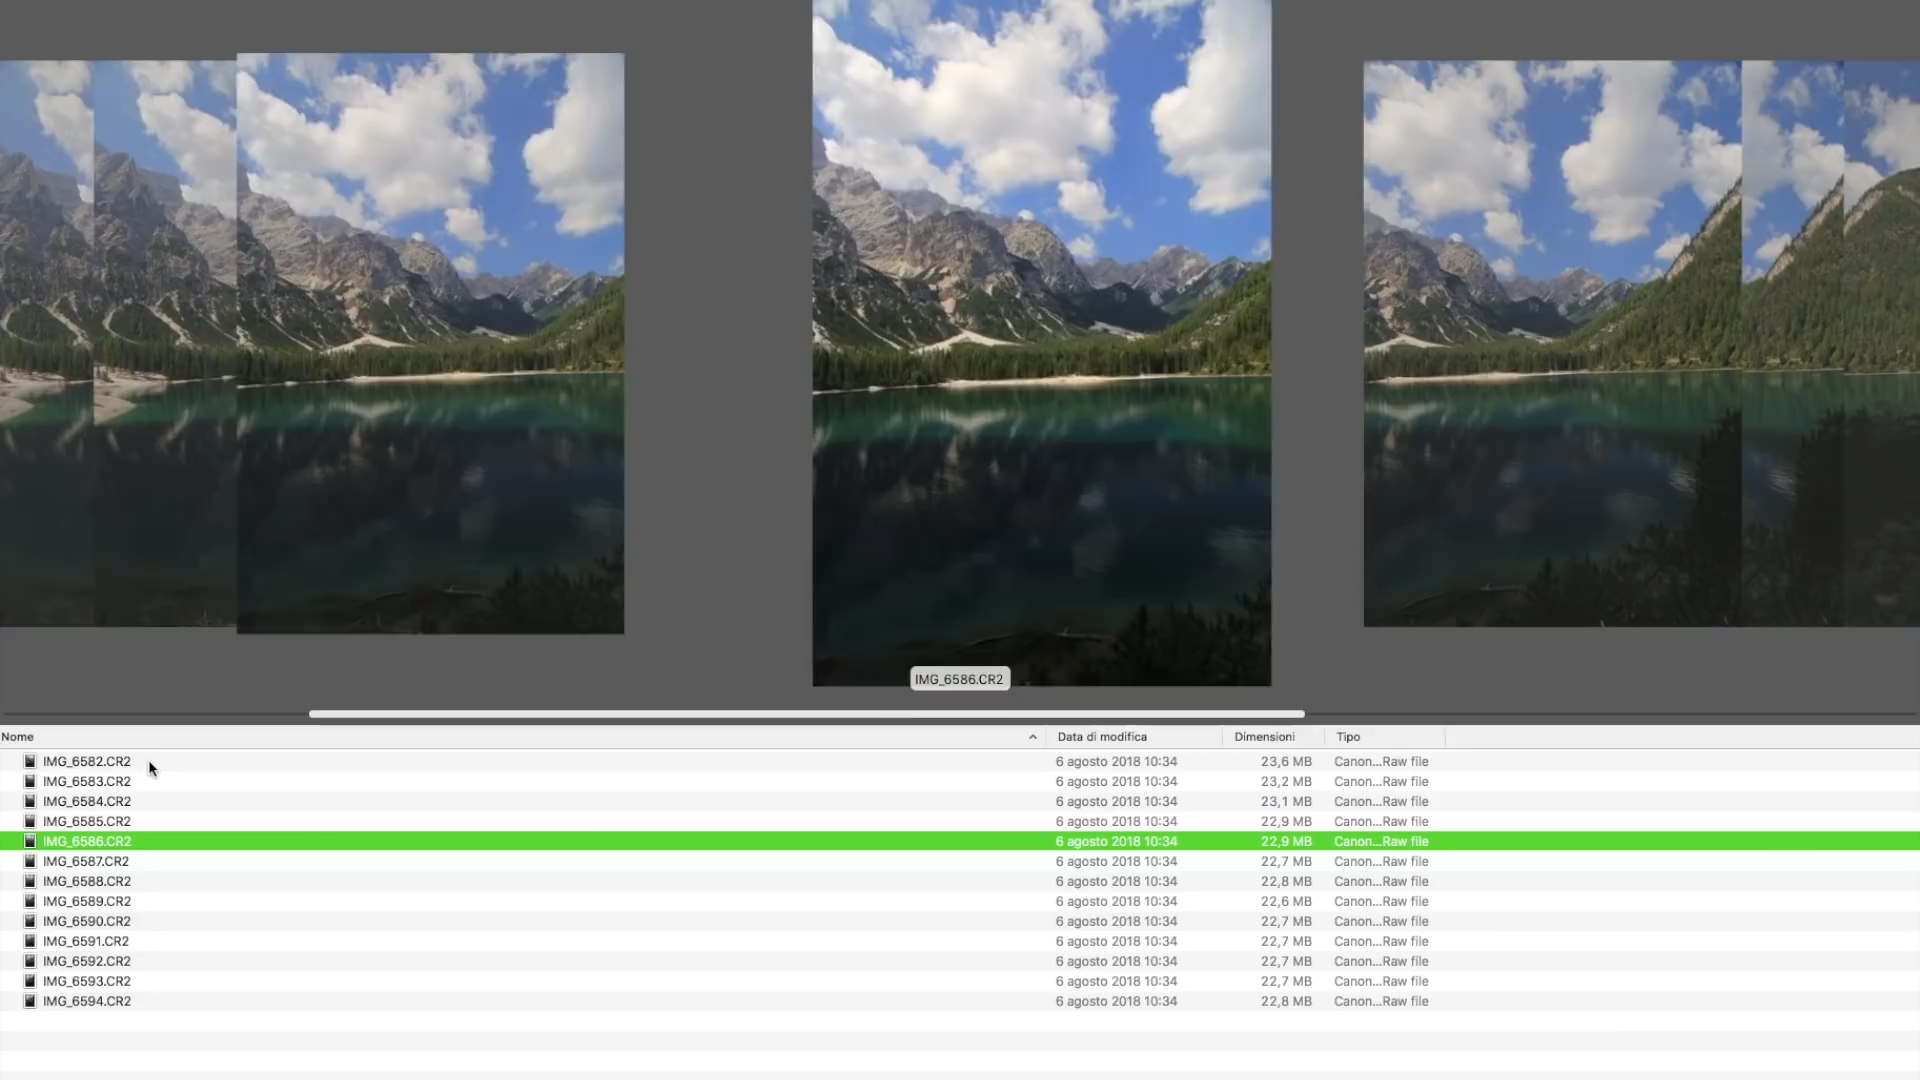 IMG_6586.CR2
Nome Data di modifica Dimensioni Tipo
IMG_6582.CR2 6 agosto 2018 10:34 23,6 MB Canon...Raw file
IMG_6583.CR2 6 agosto 2018 10:34 23,2 MB Canon...Raw file
IMG_6584.CR2 6 agosto 2018 10:34 23,1 MB Canon...Raw file
IMG_6585.CR2 6 agosto 2018 10:34 22,9 MB Canon...Raw file
IMG_6586.CR2 6 agosto 2018 10:34 22,9 MB Canon...Raw file
IMG_6587.CR2 6 agosto 2018 10:34 22,7 MB Canon...Raw file
IMG_6588.CR2 6 agosto 2018 10:34 22,8 MB Canon...Raw file
IMG_6589.CR2 6 agosto 2018 10:34 22,6 MB Canon...Raw file
IMG_6590.CR2 6 agosto 2018 10:34 22,7 MB Canon...Raw file
IMG_6591.CR2 6 agosto 2018 10:34 22,7 MB Canon...Raw file
IMG_6592.CR2 6 agosto 2018 10:34 22,7 MB Canon...Raw file
IMG_6593.CR2 6 agosto 2018 10:34 22,7 MB Canon...Raw file
IMG_6594.CR2 6 agosto 2018 10:34 22,8 MB Canon...Raw file